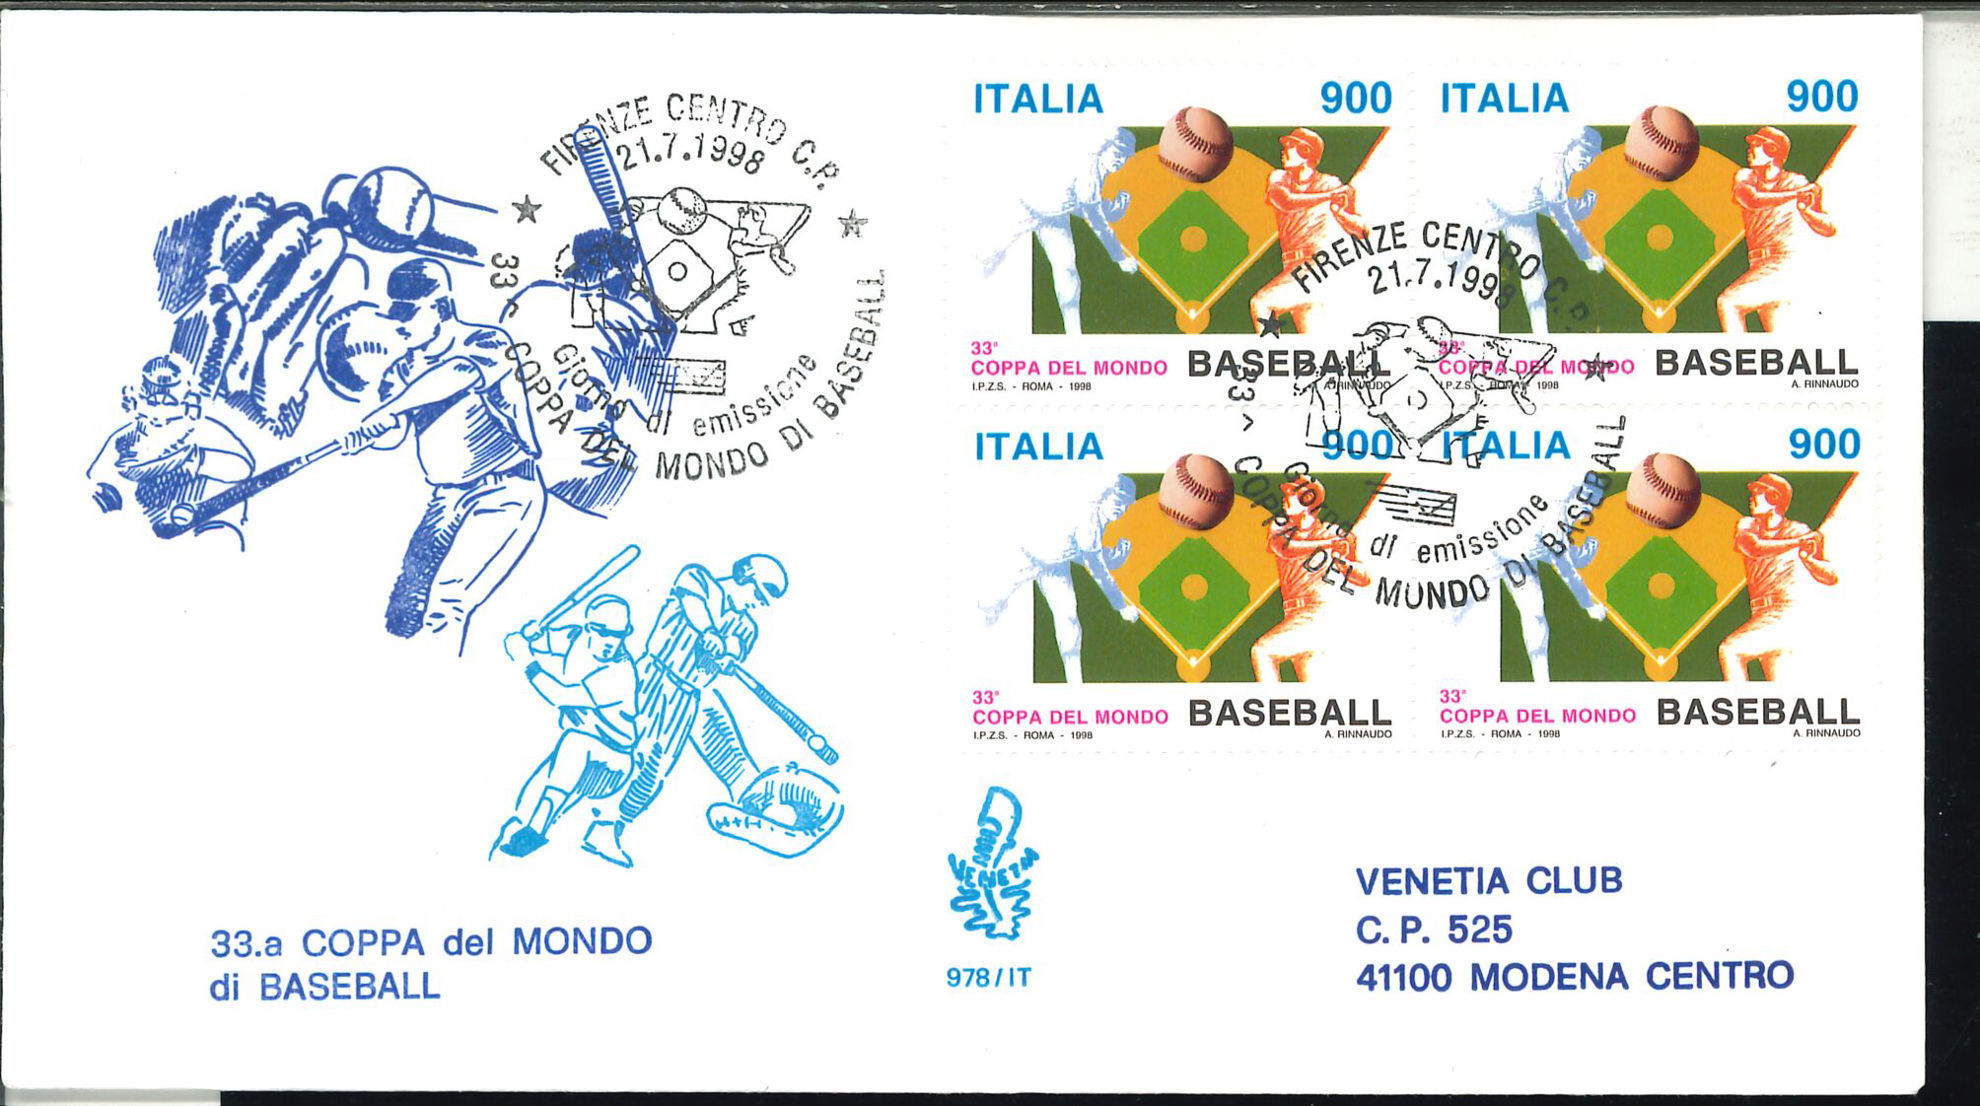 FIRENZE CENTRO C.P.
21.7.1998
Giorno di emissione
33^ COPPA DEL MONDO DI BASEBALL
ITALIA 900
33ª
COPPA DEL MONDO BASEBALL
I.P.Z.S. - ROMA - 1998 A. RINNAUDO
ITALIA 900
33ª
COPPA DEL MONDO BASEBALL
I.P.Z.S. - ROMA - 1998 A. RINNAUDO
FIRENZE CENTRO C.P.
21.7.1998
Giorno di emissione
33^ COPPA DEL MONDO DI BASEBALL
ITALIA 900
33ª
COPPA DEL MONDO BASEBALL
I.P.Z.S. - ROMA - 1998 A. RINNAUDO
ITALIA 900
33ª
COPPA DEL MONDO BASEBALL
I.P.Z.S. - ROMA - 1998 A. RINNAUDO
33.a COPPA del MONDO
di BASEBALL
VENETIA
978/IT
VENETIA CLUB
C.P. 525
41100 MODENA CENTRO